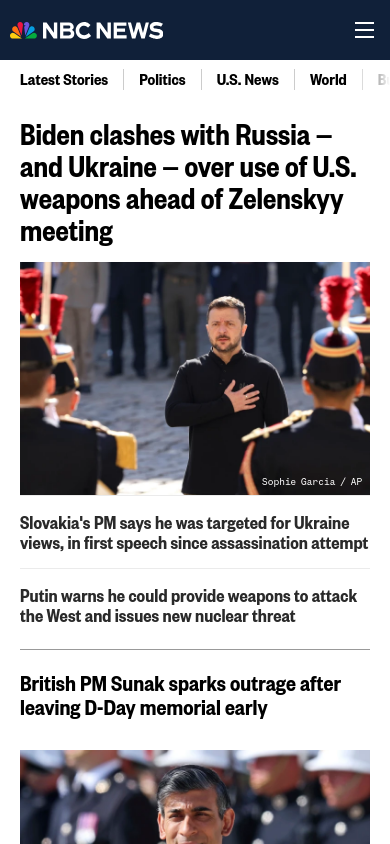 NBC NEWS
Latest Stories
Politics
U.S. News
World
Biden clashes with Russia —
and Ukraine — over use of U.S.
weapons ahead of Zelenskyy
meeting
Sophie Garcia / AP
Slovakia's PM says he was targeted for Ukraine
views, in first speech since assassination attempt
Putin warns he could provide weapons to attack
the West and issues new nuclear threat
British PM Sunak sparks outrage after
leaving D-Day memorial early